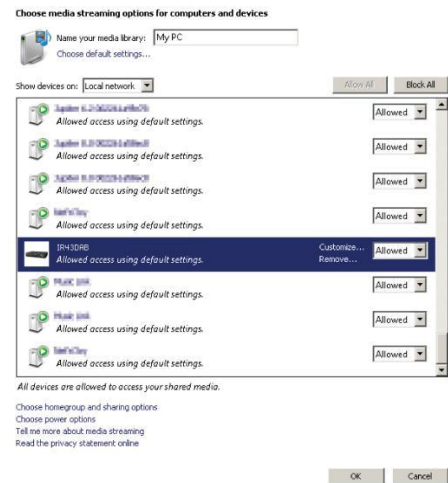 Choose media streaming options for computers and devices
Name your media library: My PC
Choose default settings...
Show devices on: Local network Allow All Block All
Allowed
Allowed access using default settings.
Allowed
Allowed access using default settings.
Allowed
Allowed access using default settings.
Allowed
Allowed access using default settings.
IR43DAB Customize... Allowed
Allowed access using default settings. Remove...
Allowed
Allowed access using default settings.
Allowed
Allowed access using default settings.
Allowed
Allowed access using default settings.
All devices are allowed to access your shared media.
Choose homegroup and sharing options
Choose power options
Tell me more about media streaming
Read the privacy statement online
OK Cancel